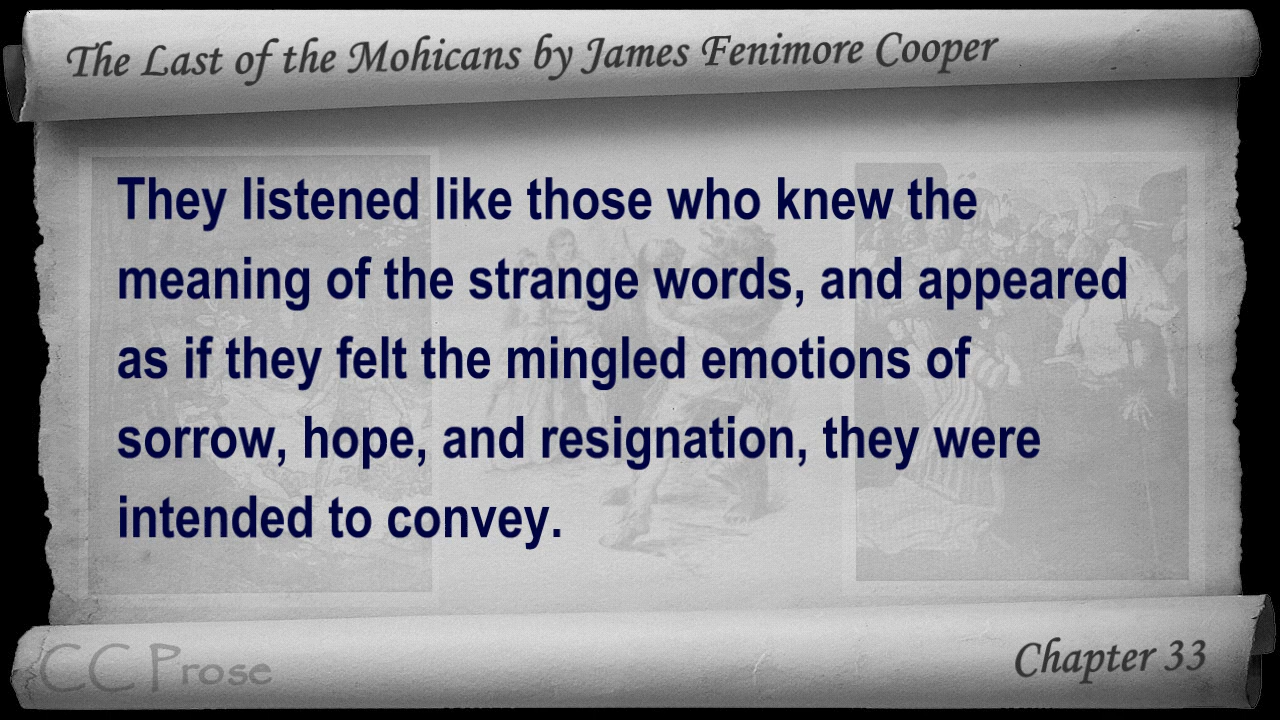 The Last of the Mohicans by James Fenimore Cooper
They listened like those who knew the
meaning of the strange words, and appeared
as if they felt the mingled emotions of
sorrow, hope, and resignation, they were
intended to convey.
CC Prose
Chapter 33